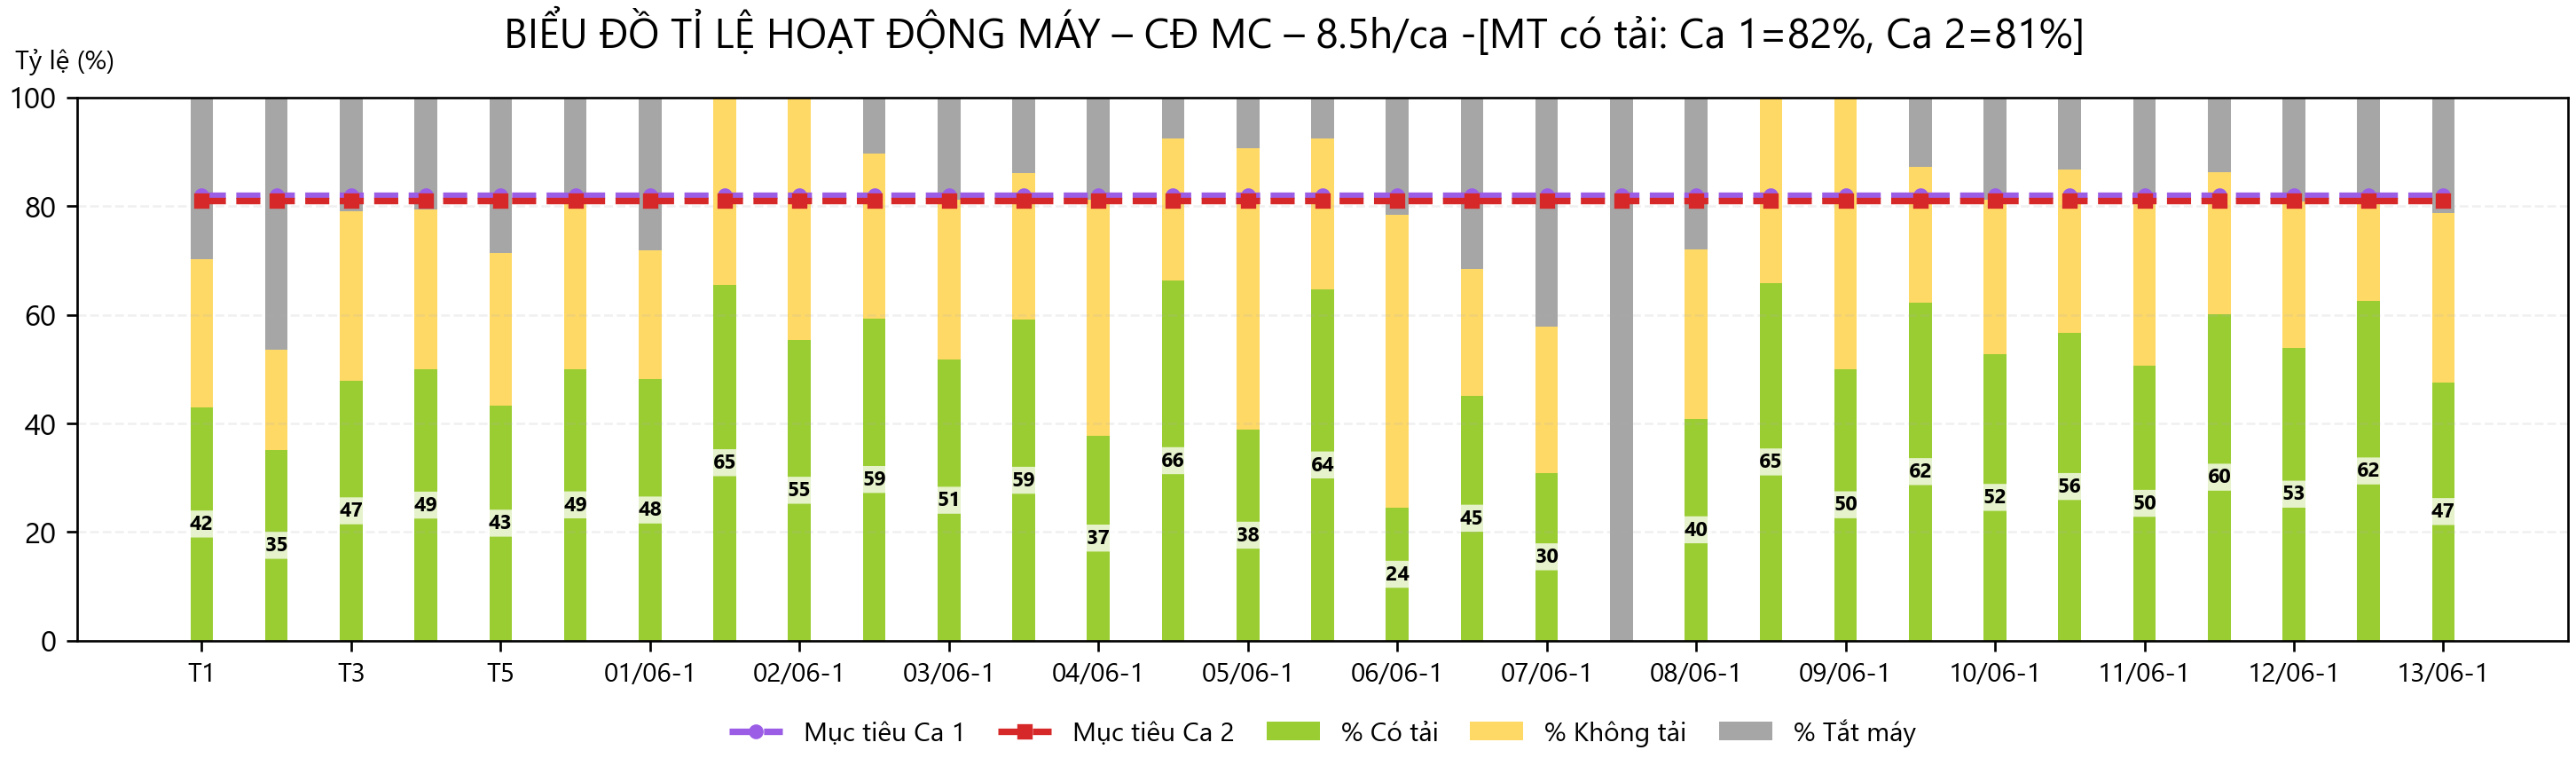 BIỂU ĐỒ TỈ LỆ HOẠT ĐỘNG MÁY – CĐ MC – 8.5h/ca -[MT có tải: Ca 1=82%, Ca 2=81%]
Tỷ lệ (%)
100
80
60
40
20
0
42 35 47 49 43 49 48 65 55 59 51 59 37 66 38 64 24 45 30 40 65 50 62 52 56 50 60 53 62 47
T1 T3 T5 01/06-1 02/06-1 03/06-1 04/06-1 05/06-1 06/06-1 07/06-1 08/06-1 09/06-1 10/06-1 11/06-1 12/06-1 13/06-1
Mục tiêu Ca 1 Mục tiêu Ca 2 % Có tải % Không tải % Tắt máy